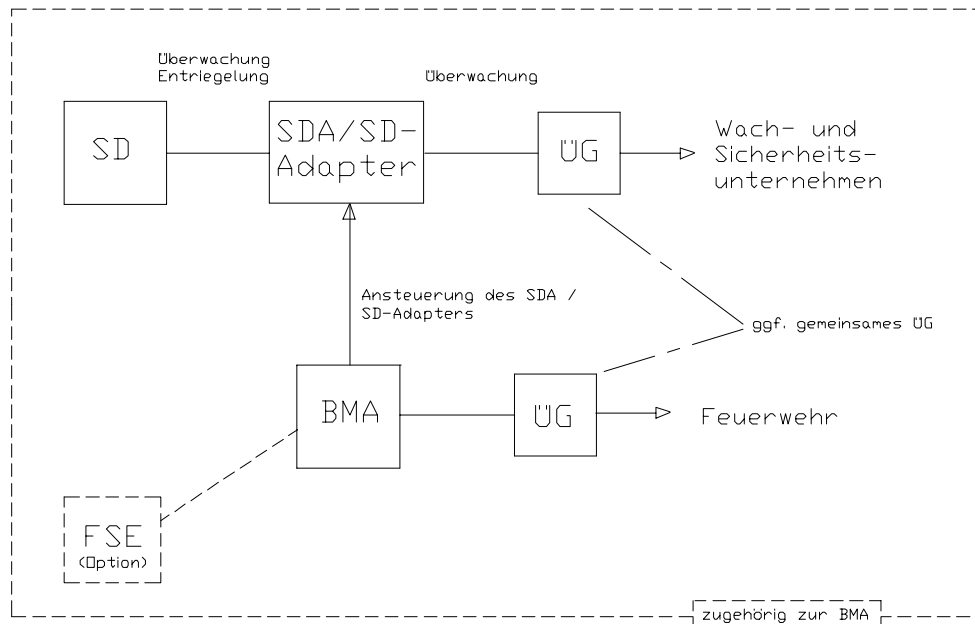 Überwachung
Entriegelung
Überwachung
SD
SDA/SD-
Adapter
ÜG
Wach- und
Sicherheits-
unternehmen
Ansteuerung des SDA /
SD-Adapters
ggf. gemeinsames ÜG
BMA
ÜG
Feuerwehr
FSE
(Option)
zugehörig zur BMA